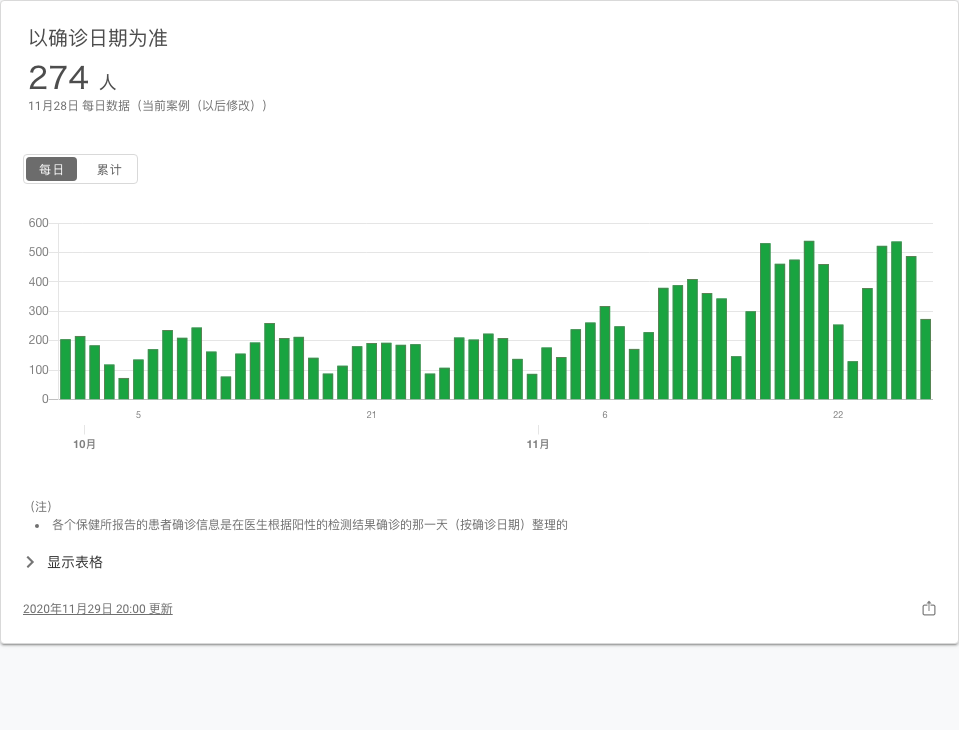 以确诊日期为准
274 人
11月28日 每日数据（当前案例（以后修改））
每日 累计
600
500
400
300
200
100
0
5 21 6 22
10月 11月
（注）
• 各个保健所报告的患者确诊信息是在医生根据阳性的检测结果确诊的那一天（按确诊日期）整理的
显示表格
2020年11月29日 20:00 更新